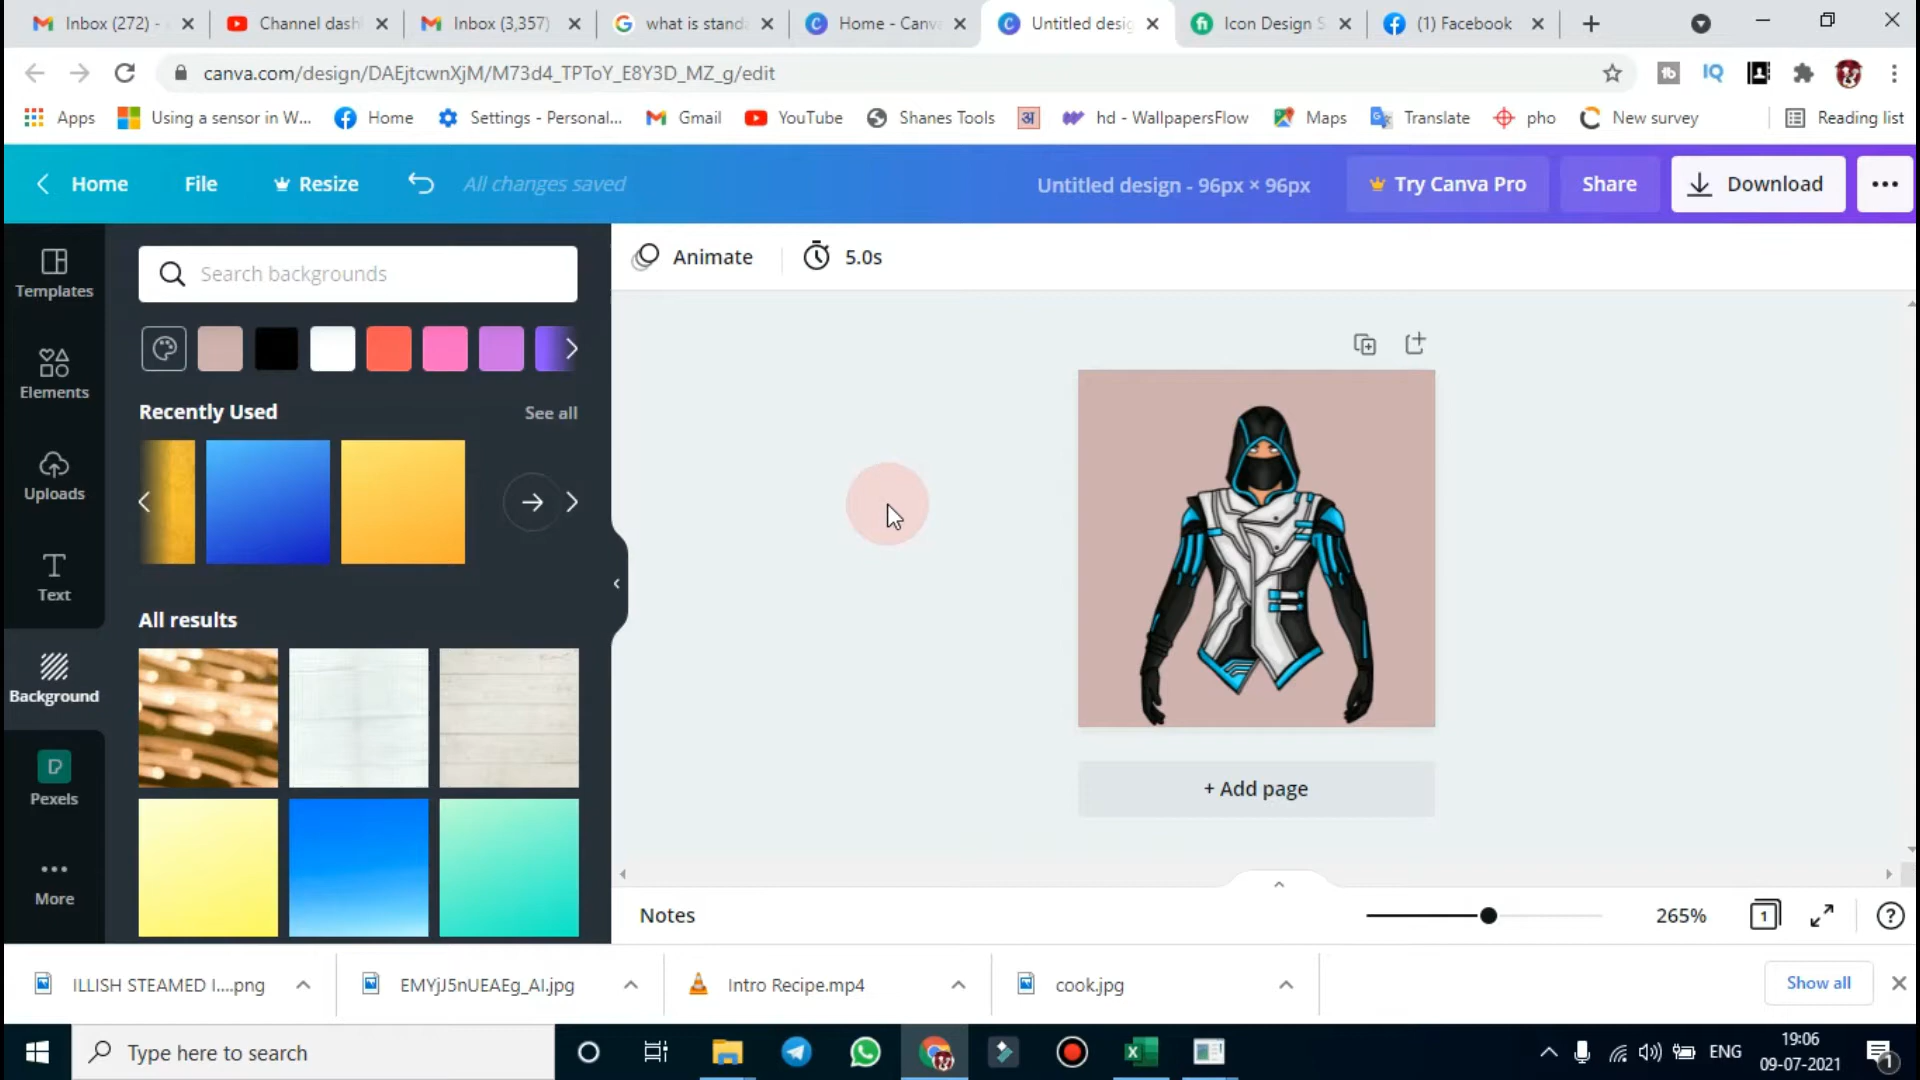 Inbox (272) -
Channel dash
Inbox (3,357)
what is stand
Home - Canva
Untitled desig
Icon Design S
(1) Facebook
canva.com/design/DAEjtcwnXjM/M73d4_TPToY_E8Y3D_MZ_g/edit
Apps
Using a sensor in W...
Home
Settings - Personal...
Gmail
YouTube
Shanes Tools
अ
hd - WallpapersFlow
Maps
Translate
pho
New survey
Reading list
Home
File
Resize
All changes saved
Untitled design - 96px × 96px
Try Canva Pro
Share
Download
Templates
Elements
Uploads
Text
Background
Pexels
More
Search backgrounds
Recently Used
See all
All results
Animate
5.0s
+ Add page
Notes
265%
1
ILLISH STEAMED I....png
EMYjJ5nUEAEg_AI.jpg
Intro Recipe.mp4
cook.jpg
Show all
Type here to search
ENG
19:06
09-07-2021
1